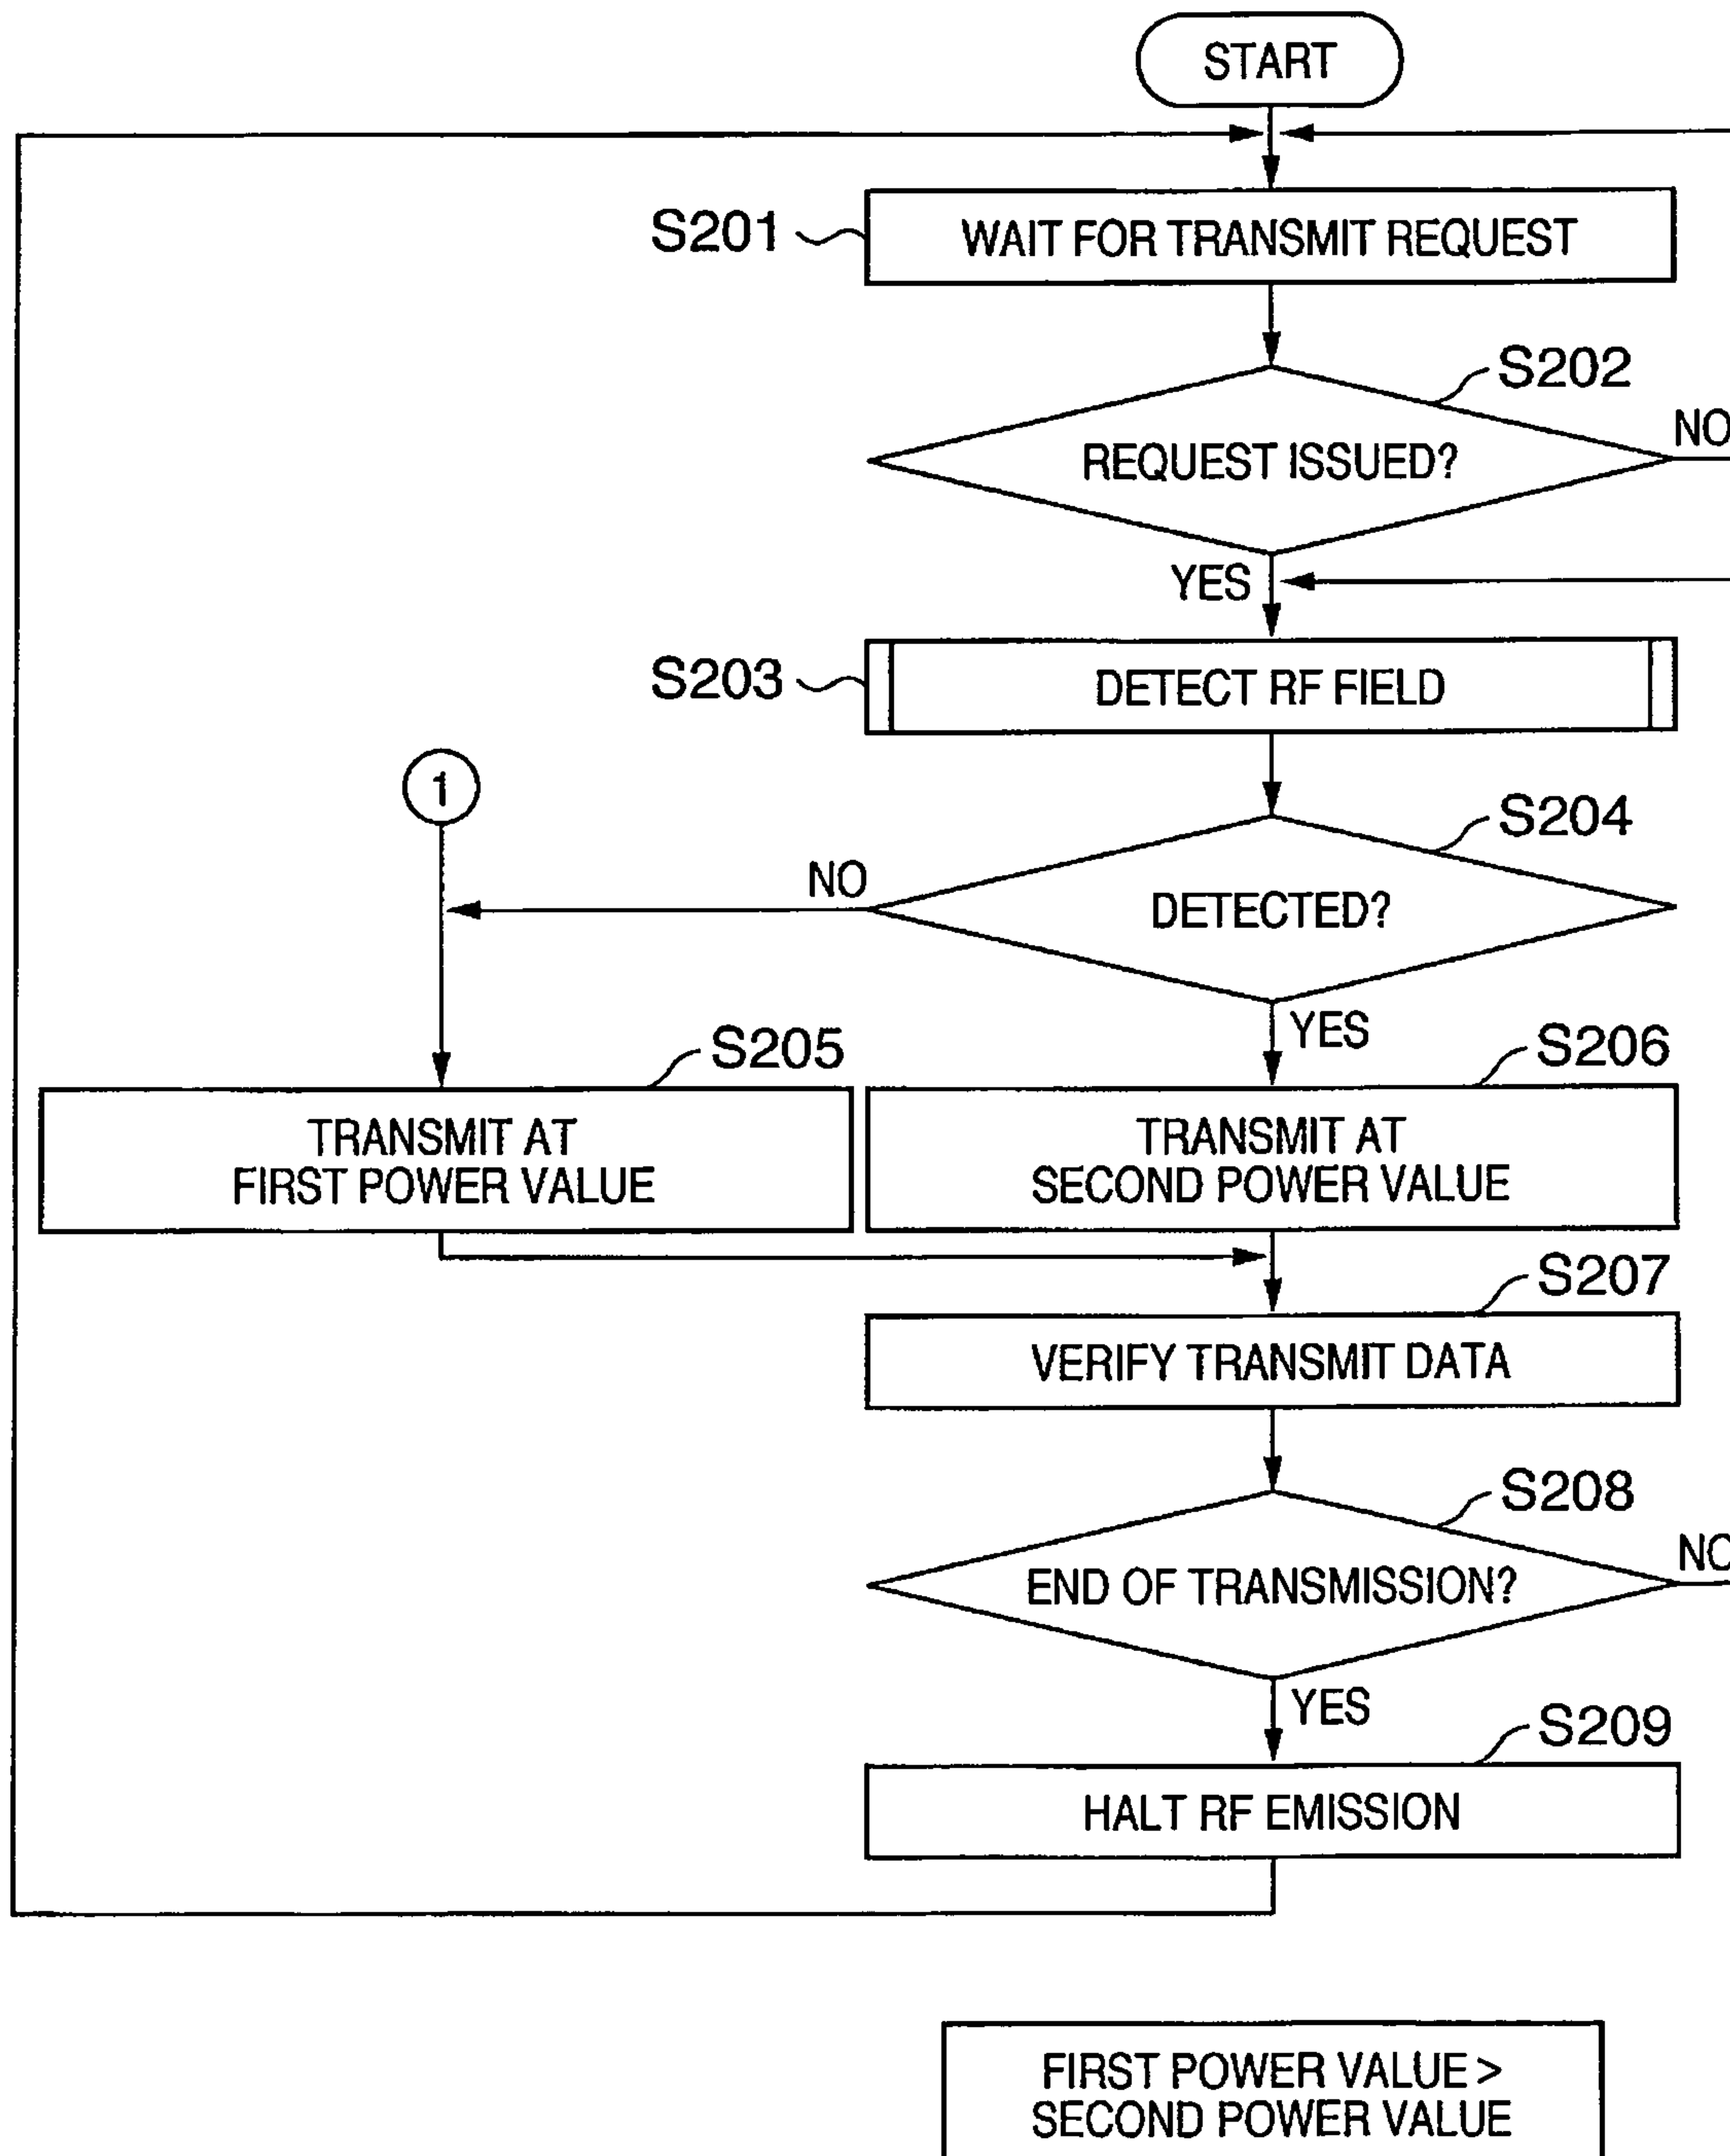 START
S201
WAIT FOR TRANSMIT REQUEST
S202
REQUEST ISSUED?
NO
YES
S203
DETECT RF FIELD
1
S204
NO
DETECTED?
YES
S205
S206
TRANSMIT AT
FIRST POWER VALUE
TRANSMIT AT
SECOND POWER VALUE
S207
VERIFY TRANSMIT DATA
S208
END OF TRANSMISSION?
NO
YES
S209
HALT RF EMISSION
FIRST POWER VALUE >
SECOND POWER VALUE